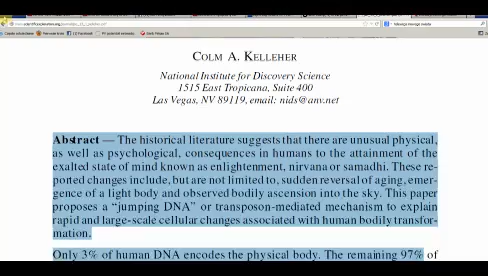 COLM A. KELLEHER
National Institute for Discovery Science
1515 East Tropicana, Suite 400
Las Vegas, NV 89119, email: nids@anv.net
Abstract — The historical literature suggests that there are unusual physical,
as well as psychological, consequences in humans to the attainment of the
exalted state of mind known as enlightenment, nirvana or samadhi. These re-
ported changes include, but are not limited to, sudden reversal of aging, emer-
gence of a light body and observed bodily ascension into the sky. This paper
proposes a “jumping DNA” or transposon-mediated mechanism to explain
rapid and large-scale cellular changes associated with human bodily transfor-
mation.
Only 3% of human DNA encodes the physical body. The remaining 97% of